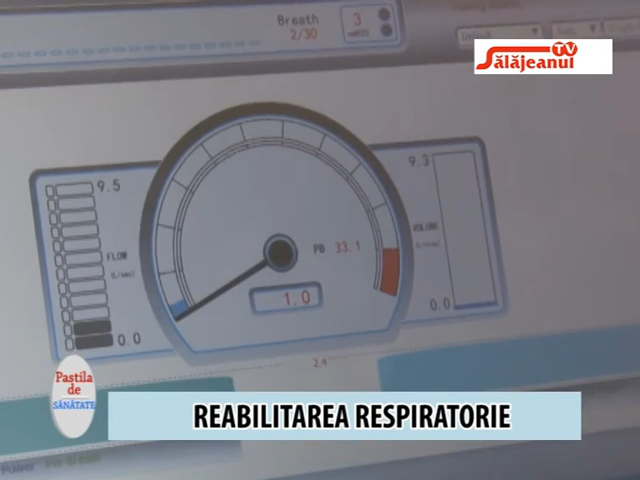 Breath
2/30
3
TV
Sălăjeanul
9.5
9.3
FLOW
VOLUME
PB 33.1
1.0
0.0
0.0
2.4
Pastila
de
SĂNĂTATE
REABILITAREA RESPIRATORIE
Power